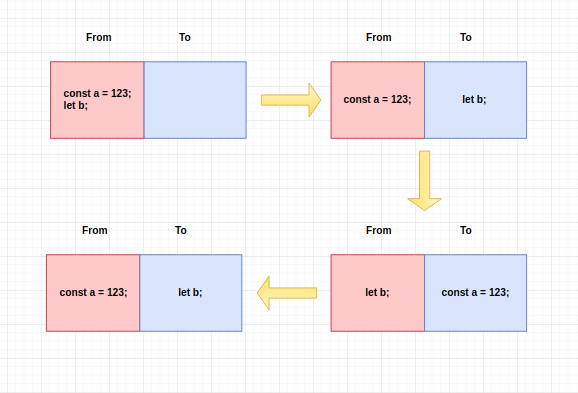 From To
const a = 123;
let b;
From To
const a = 123; let b;
From To
const a = 123; let b;
From To
let b; const a = 123;